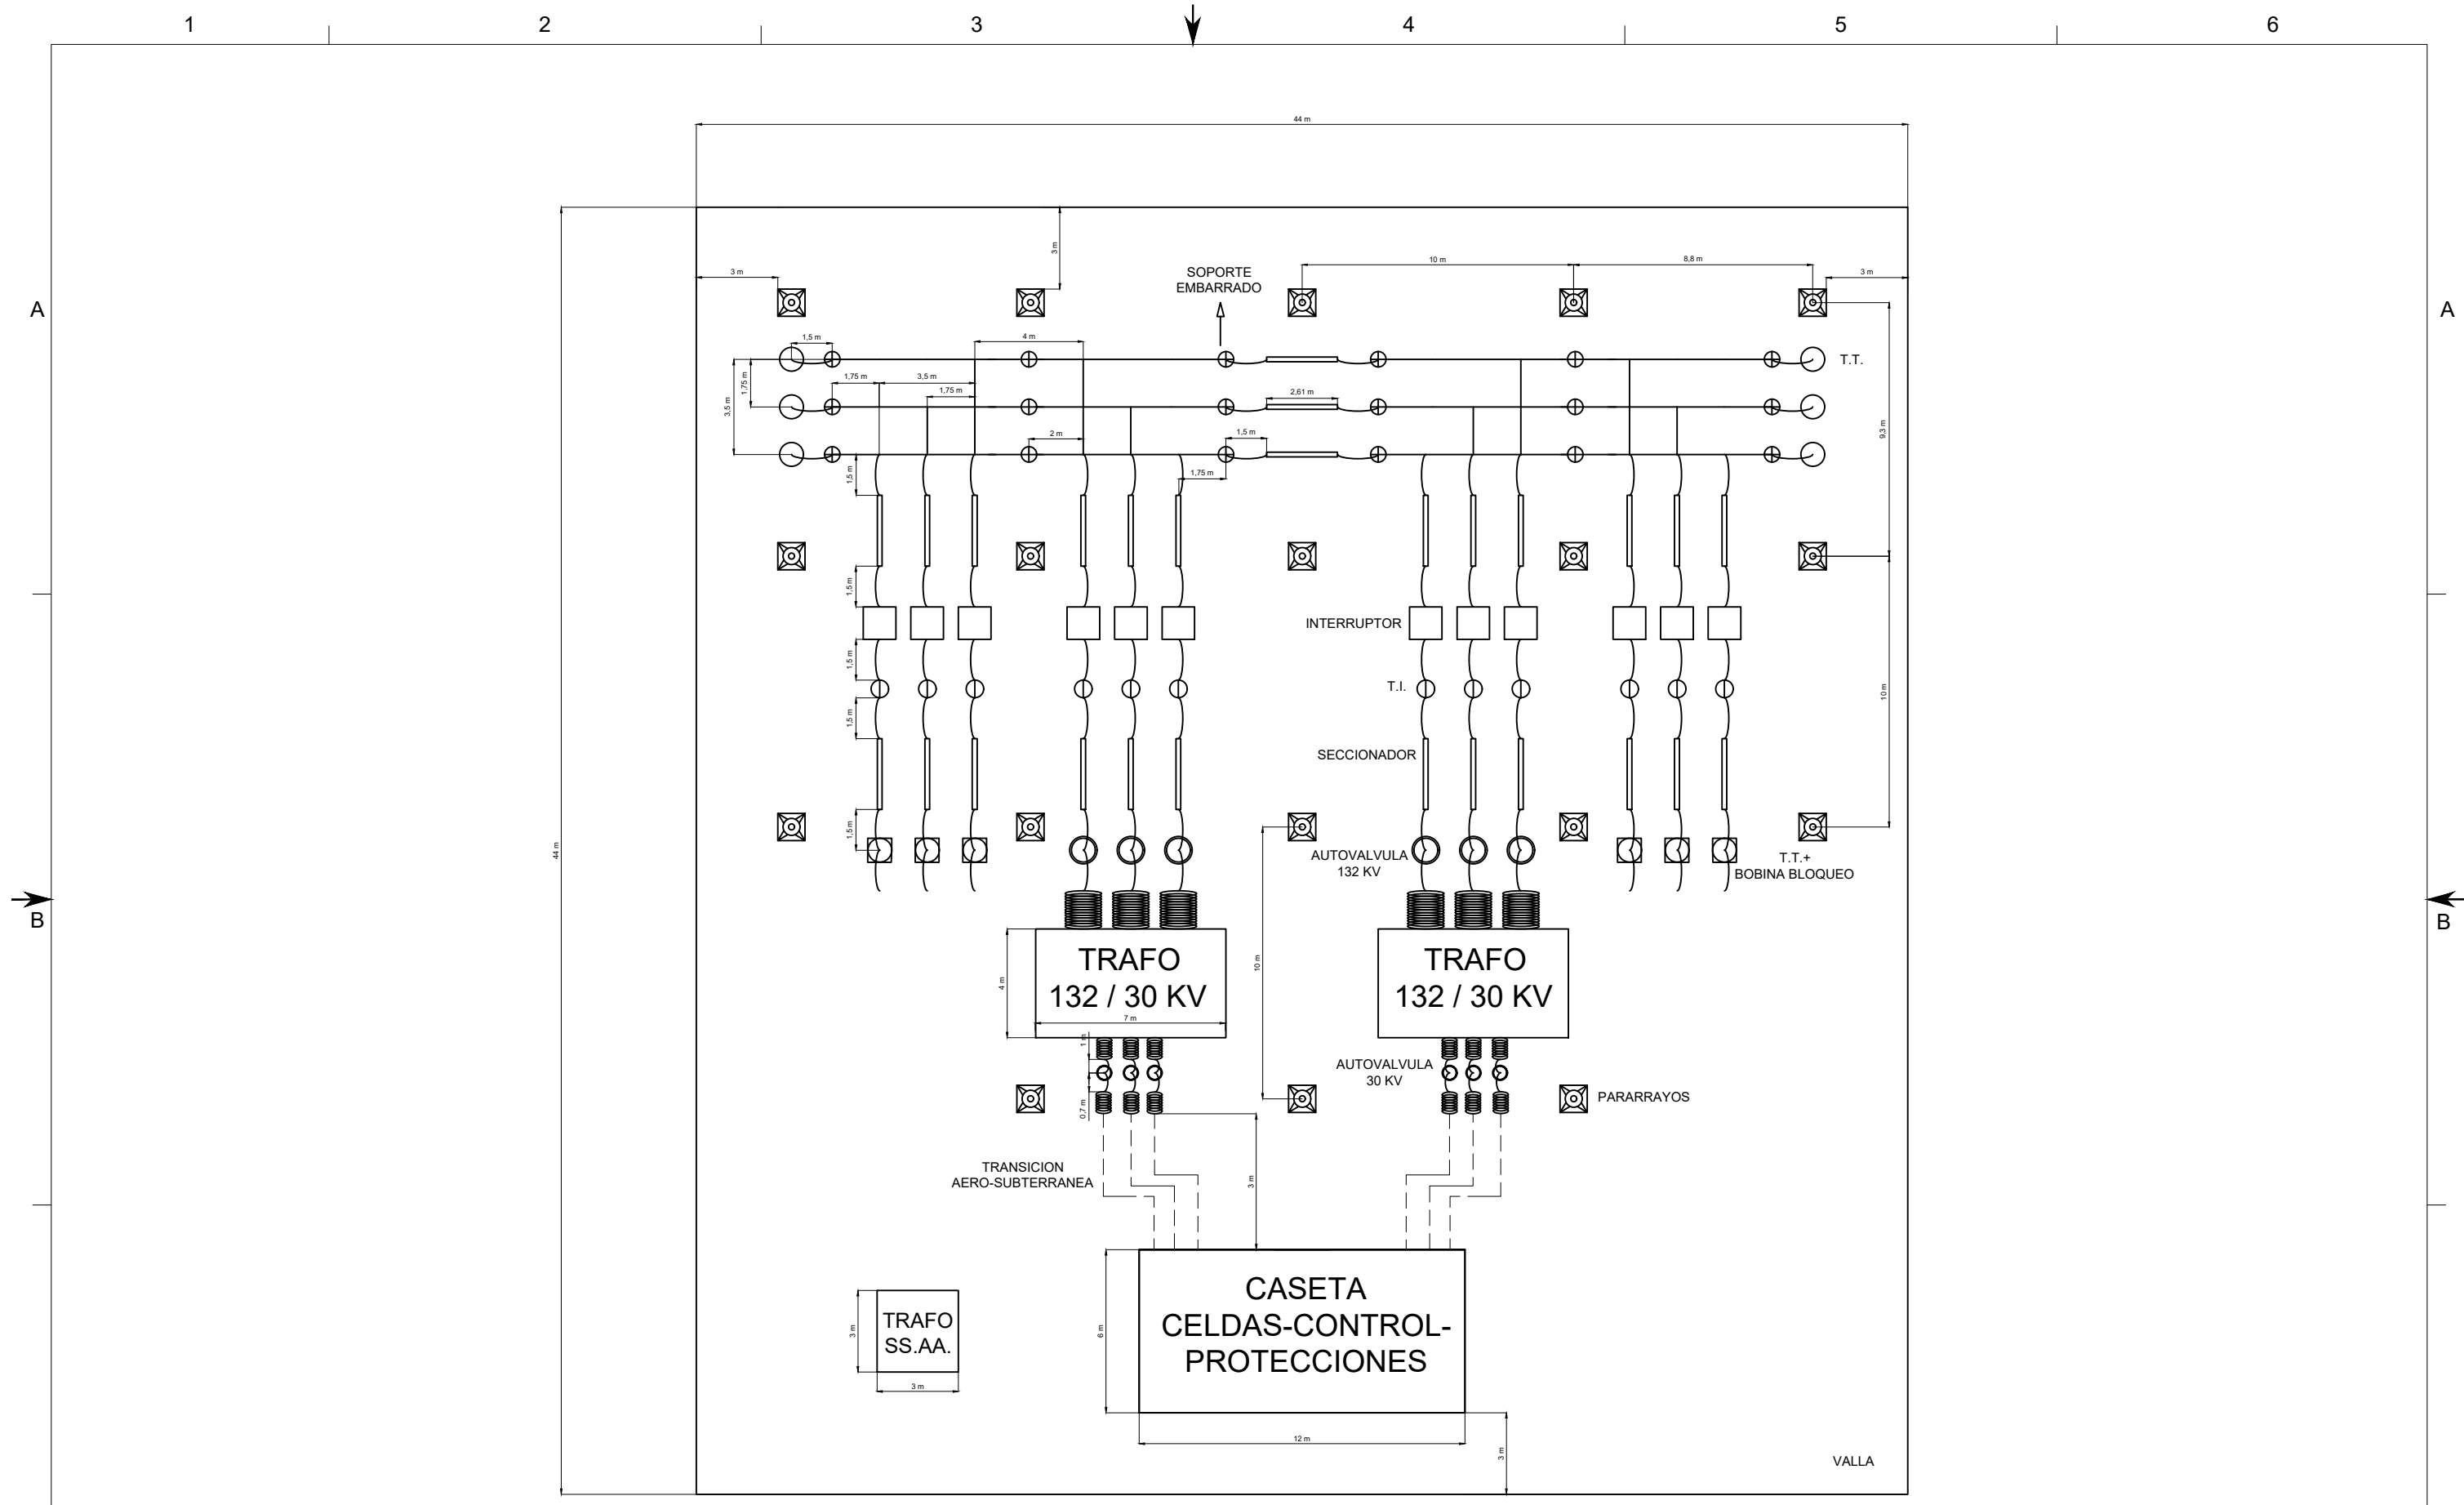 1
2
3
4
5
6
44 m
3 m
10 m
8,8 m
3 m
3 m
SOPORTE
EMBARRADO
A
A
1,5 m
4 m
T.T.
1,75 m
3,5 m
1,75 m
1,75 m
3,5 m
2,61 m
9,3 m
2 m
1,5 m
1,5 m
1,75 m
1,5 m
INTERRUPTOR
1,5 m
T.I.
10 m
1,5 m
SECCIONADOR
1,5 m
44 m
AUTOVALVULA
132 KV
T.T.+
BOBINA BLOQUEO
B
B
TRAFO
132 / 30 KV
TRAFO
132 / 30 KV
4 m
10 m
7 m
1 m
AUTOVALVULA
30 KV
0,7 m
PARARRAYOS
TRANSICION
AERO-SUBTERRANEA
3 m
CASETA
CELDAS-CONTROL-
PROTECCIONES
TRAFO
SS.AA.
3 m
6 m
3 m
12 m
3 m
VALLA